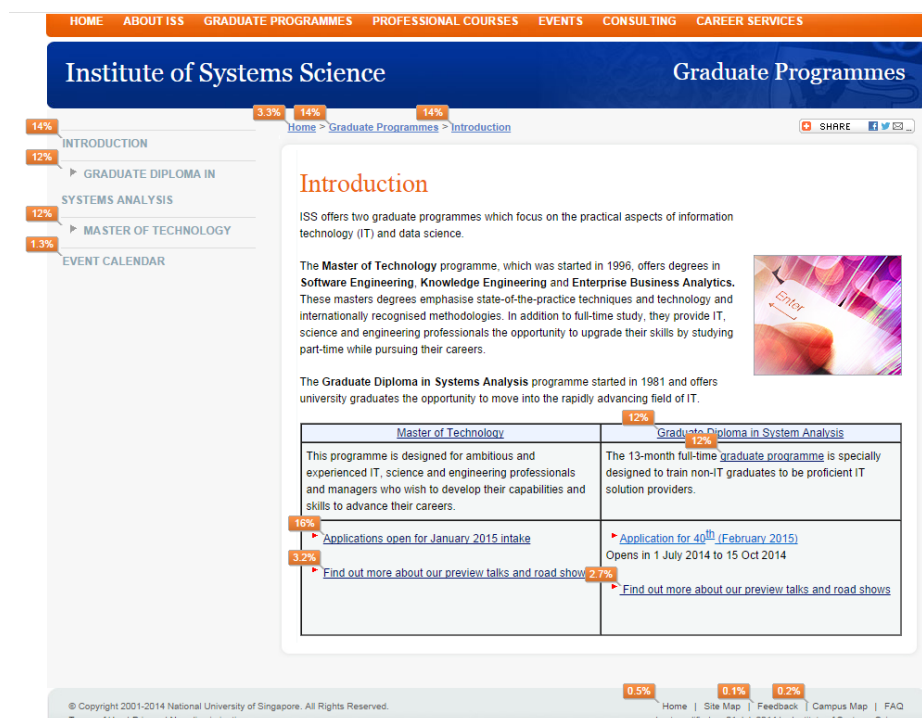 HOME ABOUT ISS GRADUATE PROGRAMMES PROFESSIONAL COURSES EVENTS CONSULTING CAREER SERVICES
Institute of Systems Science Graduate Programmes
3.3% 14% 14%
Home > Graduate Programmes > Introduction
SHARE
14%
INTRODUCTION
12%
GRADUATE DIPLOMA IN
SYSTEMS ANALYSIS
12%
MASTER OF TECHNOLOGY
1.3%
EVENT CALENDAR
Introduction
ISS offers two graduate programmes which focus on the practical aspects of information
technology (IT) and data science.
The Master of Technology programme, which was started in 1996, offers degrees in
Software Engineering, Knowledge Engineering and Enterprise Business Analytics.
These masters degrees emphasise state-of-the-practice techniques and technology and
internationally recognised methodologies. In addition to full-time study, they provide IT,
science and engineering professionals the opportunity to upgrade their skills by studying
part-time while pursuing their careers.
Enter
The Graduate Diploma in Systems Analysis programme started in 1981 and offers
university graduates the opportunity to move into the rapidly advancing field of IT.
Master of Technology
This programme is designed for ambitious and
experienced IT, science and engineering professionals
and managers who wish to develop their capabilities and
skills to advance their careers.
16%
Applications open for January 2015 intake
3.2%
Find out more about our preview talks and road show
12%
Graduate Diploma in System Analysis
12%
The 13-month full-time graduate programme is specially
designed to train non-IT graduates to be proficient IT
solution providers.
Application for 40th (February 2015)
Opens in 1 July 2014 to 15 Oct 2014
2.7%
Find out more about our preview talks and road shows
0.5% 0.1% 0.2%
© Copyright 2001-2014 National University of Singapore. All Rights Reserved.
Home | Site Map | Feedback | Campus Map | FAQ